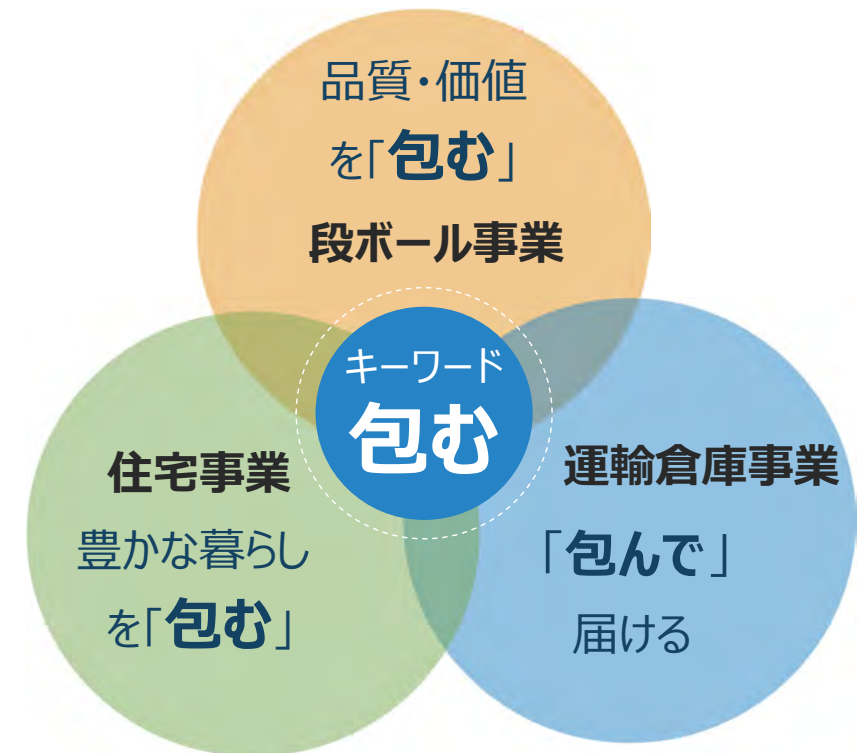 品質・価値
を「包む」
段ボール事業
キーワード
包む
住宅事業
豊かな暮らし
を「包む」
運輸倉庫事業
「包んで」
届ける